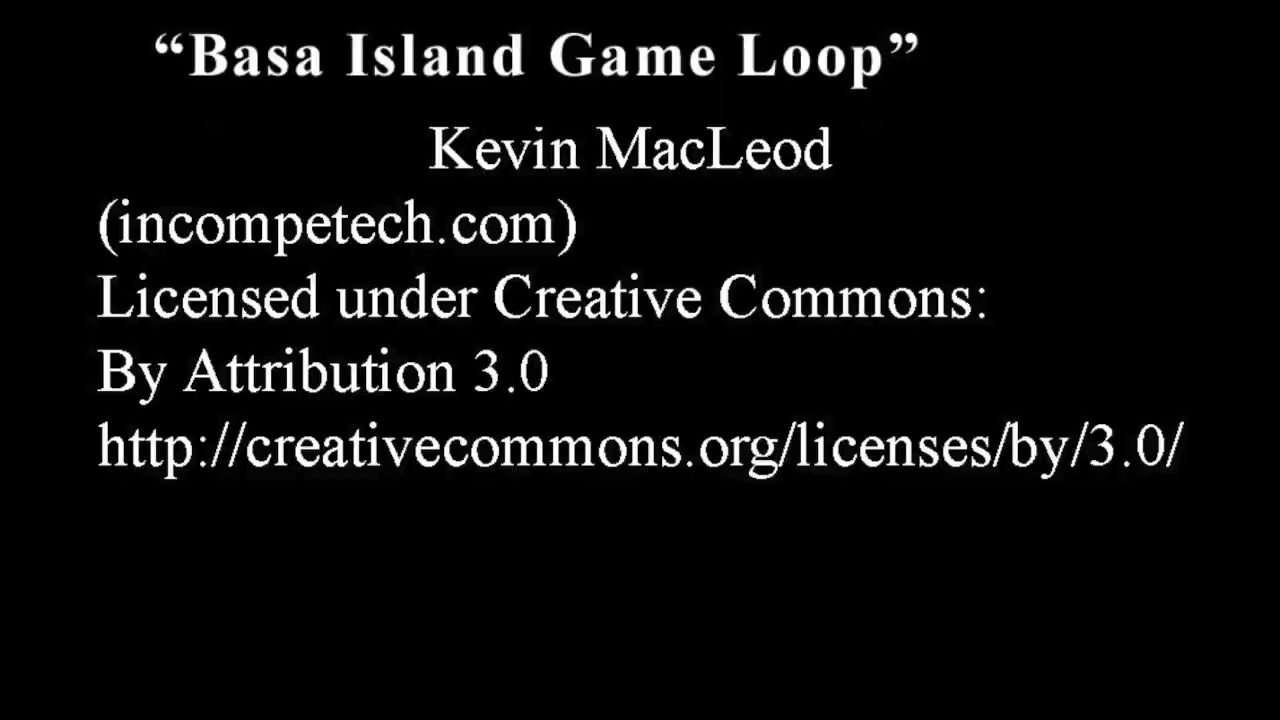 “Basa Island Game Loop”
Kevin MacLeod
(incompetech.com)
Licensed under Creative Commons:
By Attribution 3.0
http://creativecommons.org/licenses/by/3.0/